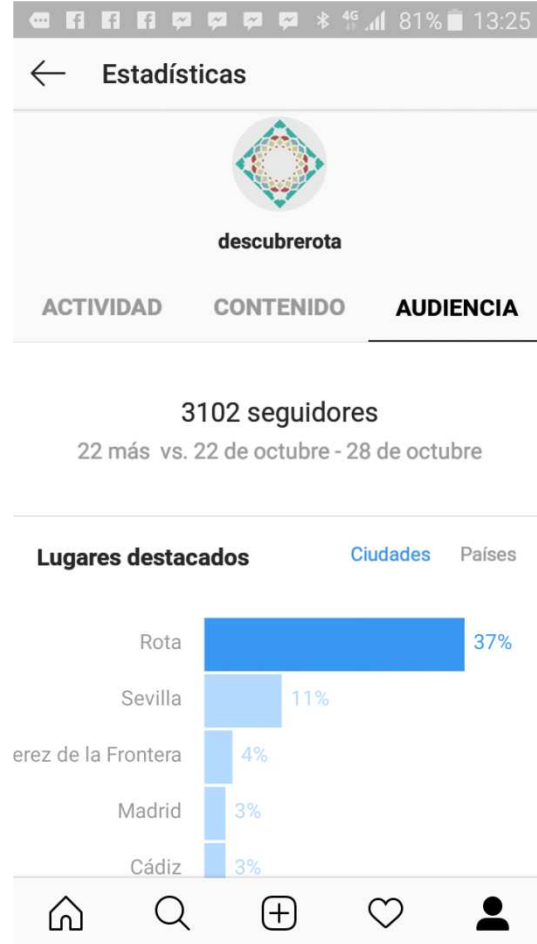 4G 81% 13:25
Estadísticas
descubrerota
ACTIVIDAD CONTENIDO AUDIENCIA
3102 seguidores
22 más vs. 22 de octubre - 28 de octubre
Lugares destacados Ciudades Países
Rota 37%
Sevilla 11%
erez de la Frontera 4%
Madrid 3%
Cádiz 3%